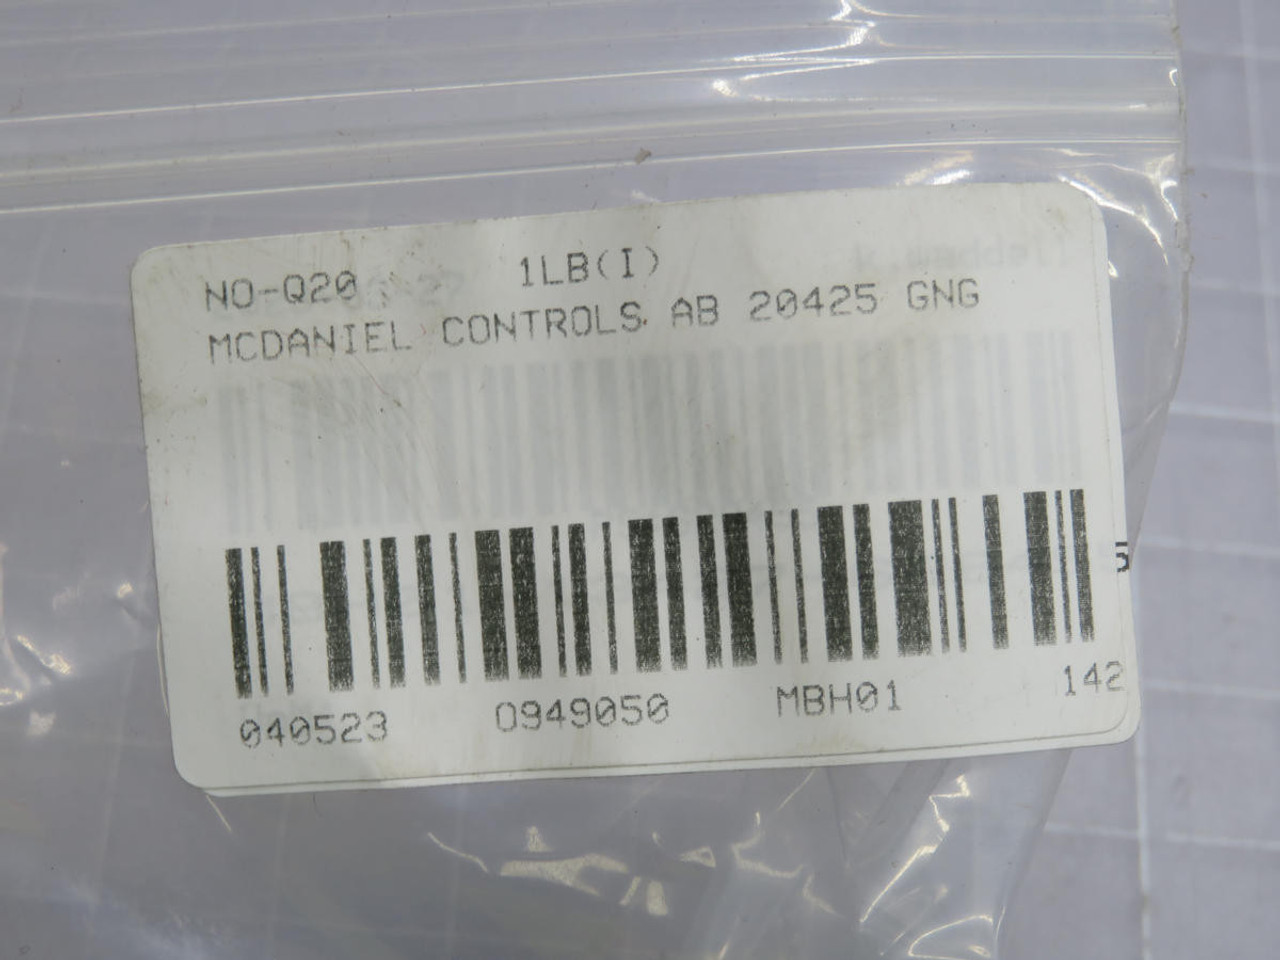 NO-Q20 1LB(I)
MCDANIEL CONTROLS AB 20425 GNG
040523 0949050 MBH01 142